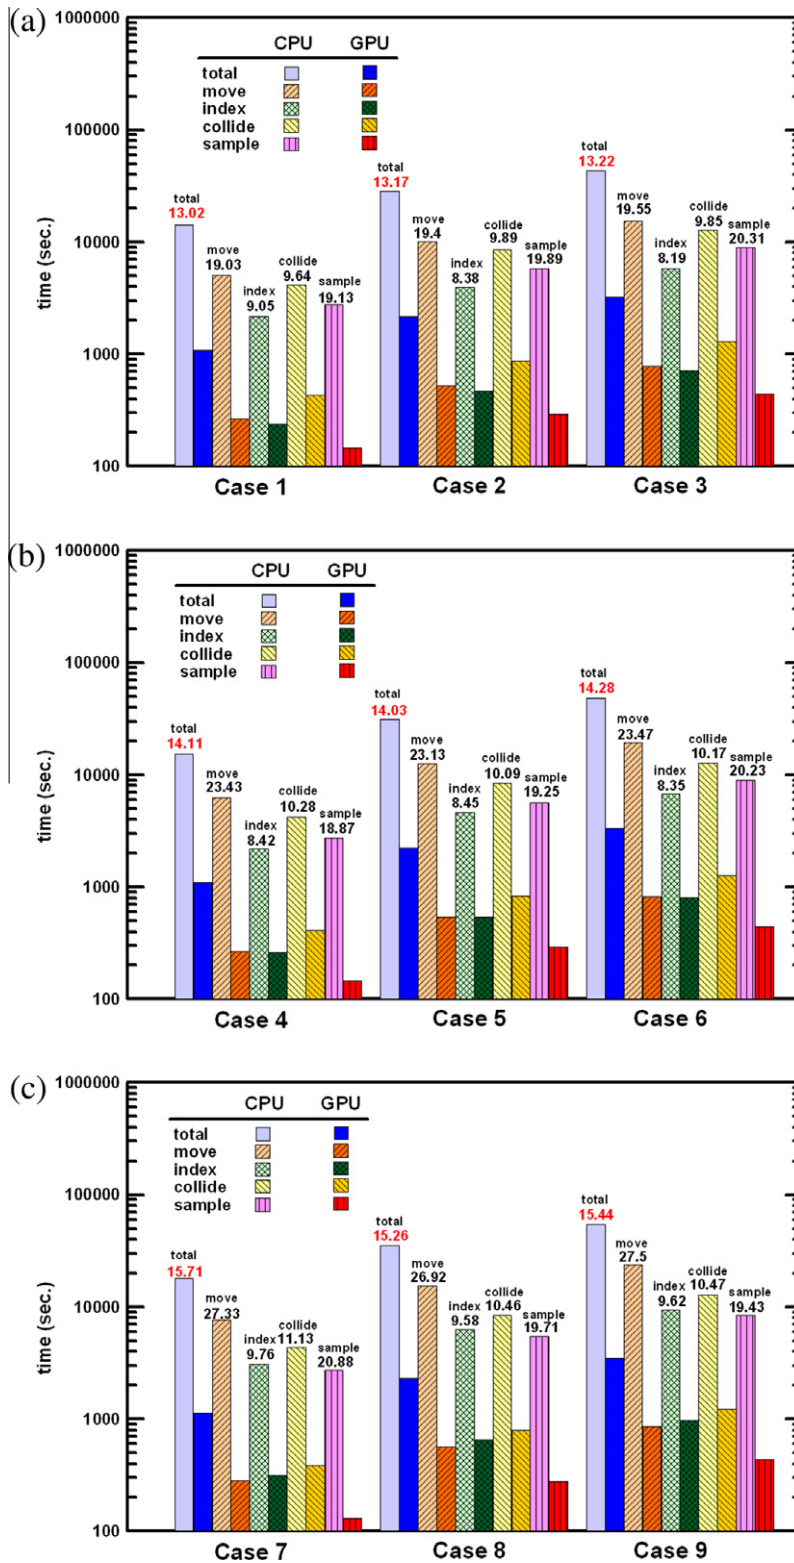 (a)
1000000
100000
10000
1000
100
time (sec.)
CPU GPU
total
move
index
collide
sample
total
13.02
move
19.03
index
9.05
collide
9.64
sample
19.13
total
13.17
move
19.4
index
8.38
collide
9.89
sample
19.89
total
13.22
move
19.55
index
8.19
collide
9.85
sample
20.31
Case 1 Case 2 Case 3
(b)
1000000
100000
10000
1000
100
time (sec.)
CPU GPU
total
move
index
collide
sample
total
14.11
move
23.43
index
8.42
collide
10.28
sample
18.87
total
14.03
move
23.13
index
8.45
collide
10.09
sample
19.25
total
14.28
move
23.47
index
8.35
collide
10.17
sample
20.23
Case 4 Case 5 Case 6
(c)
1000000
100000
10000
1000
100
time (sec.)
CPU GPU
total
move
index
collide
sample
total
15.71
move
27.33
index
9.76
collide
11.13
sample
20.88
total
15.26
move
26.92
index
9.58
collide
10.46
sample
19.71
total
15.44
move
27.5
index
9.62
collide
10.47
sample
19.43
Case 7 Case 8 Case 9